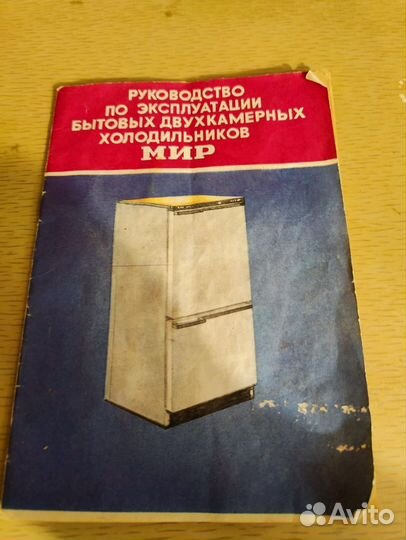 РУКОВОДСТВО
ПО ЭКСПЛУАТАЦИИ
БЫТОВЫХ ДВУХКАМЕРНЫХ
ХОЛОДИЛЬНИКОВ
МИР
Avito